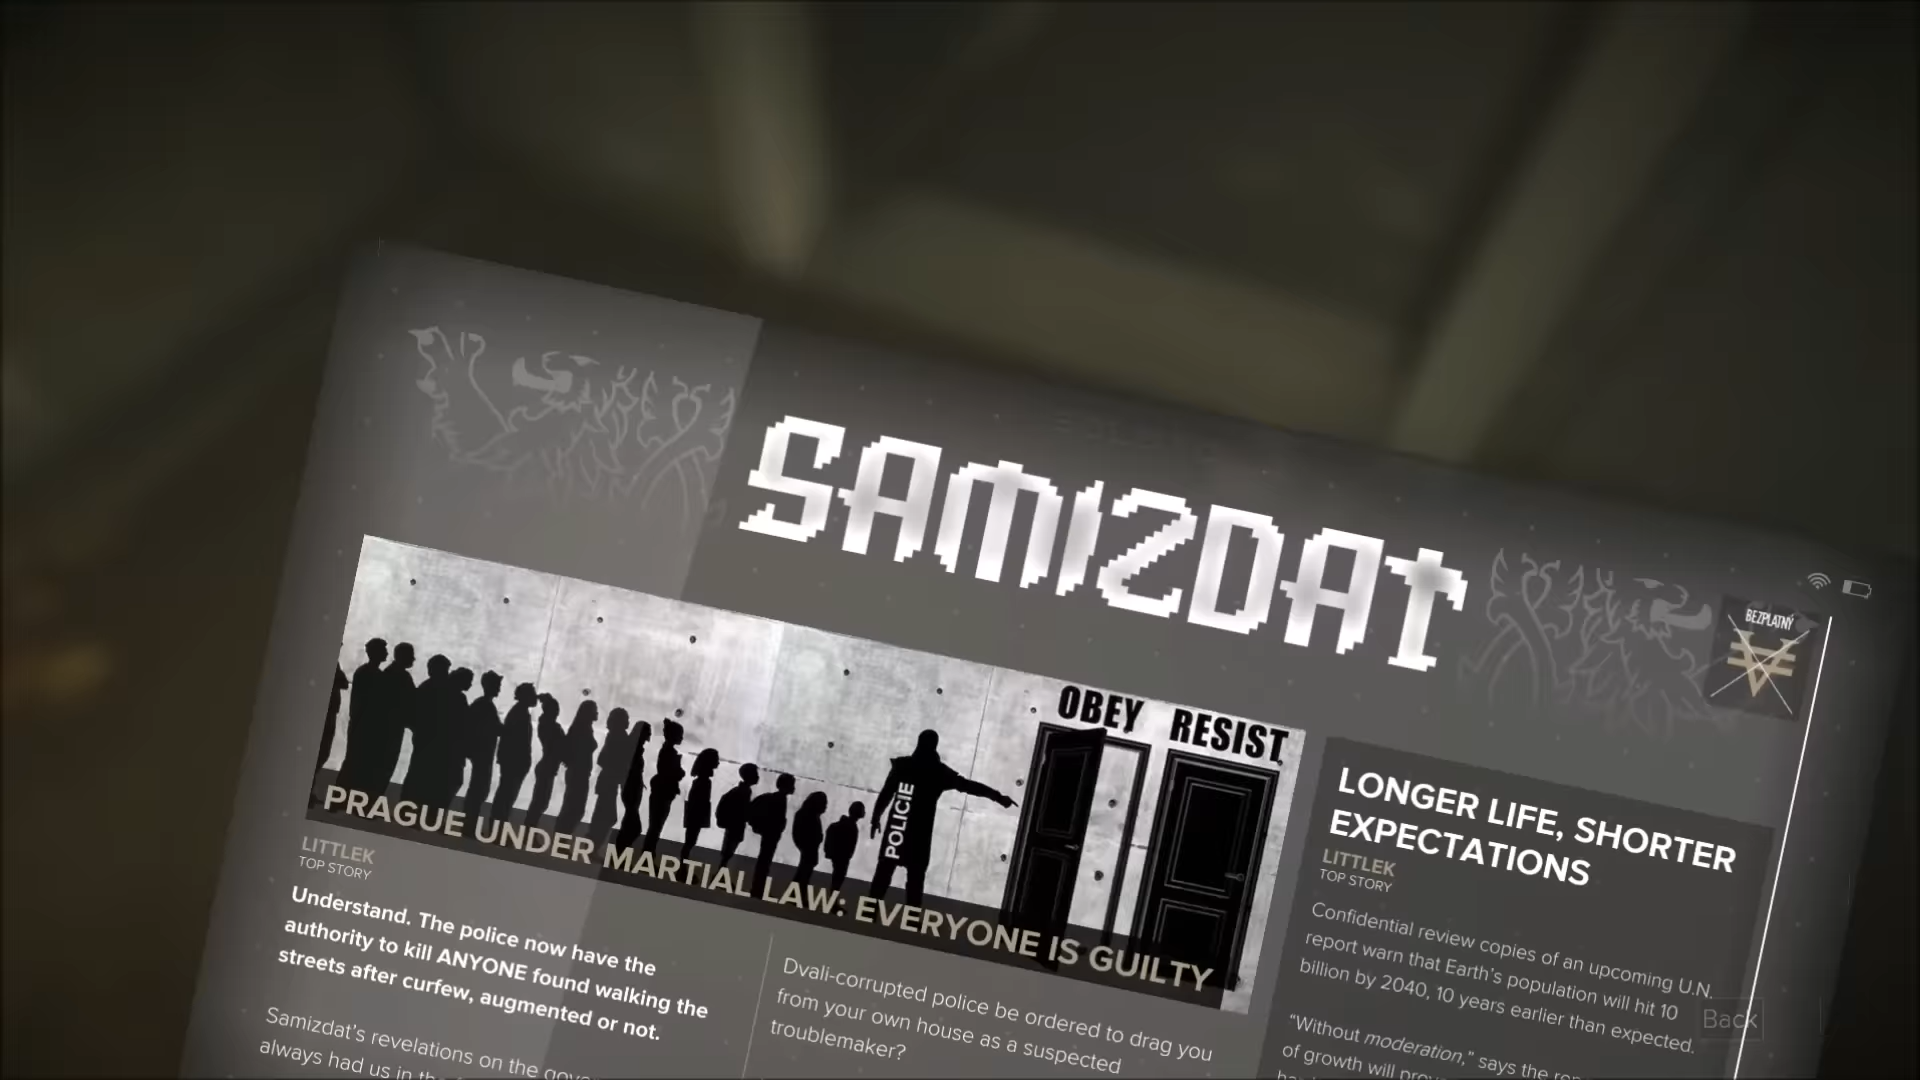 SAMIZDAT
BEZPLATNÝ
OBEY RESIST
POLICIE
PRAGUE UNDER MARTIAL LAW: EVERYONE IS GUILTY
LITTLEK
TOP STORY
Understand. The police now have the
authority to kill ANYONE found walking the
streets after curfew, augmented or not.
Samizdat's revelations on the
always had us in
Dvali-corrupted police be ordered to drag you
from your own house as a suspected
troublemaker?
LONGER LIFE, SHORTER
EXPECTATIONS
LITTLEK
TOP STORY
Confidential review copies of an upcoming U.N.
report warn that Earth's population will hit 10
billion by 2040, 10 years earlier than expected.
"Without moderation," says the
of growth will
Back